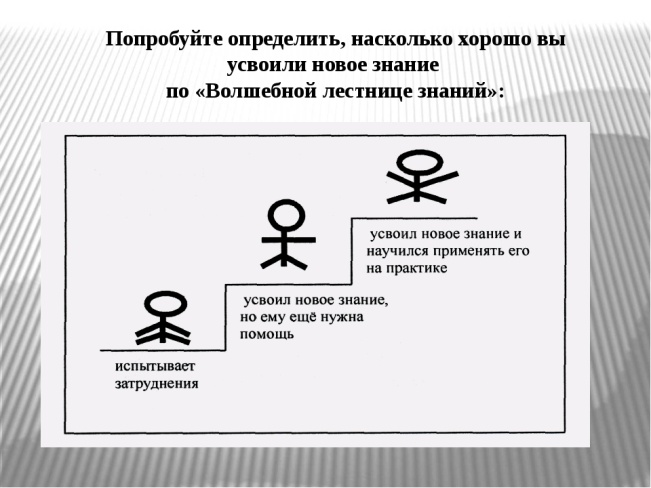 Попробуйте определить, насколько хорошо вы
усвоили новое знание
по «Волшебной лестнице знаний»:
усвоил новое знание и
научился применять его
на практике
усвоил новое знание,
но ему ещё нужна
помощь
испытывает
затруднения